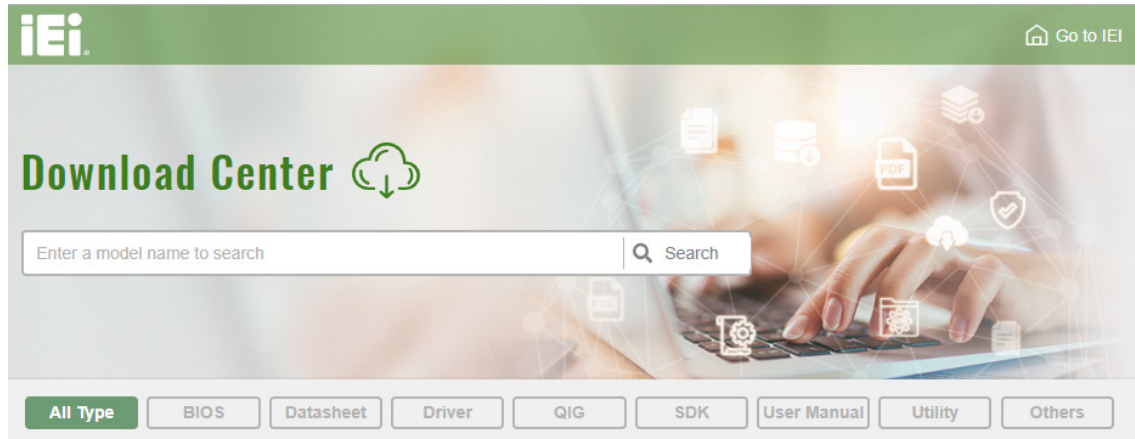 iEi
Go to IEI
Download Center
Enter a model name to search
Search
PDF
PDF
All Type BIOS Datasheet Driver QIG SDK User Manual Utility Others